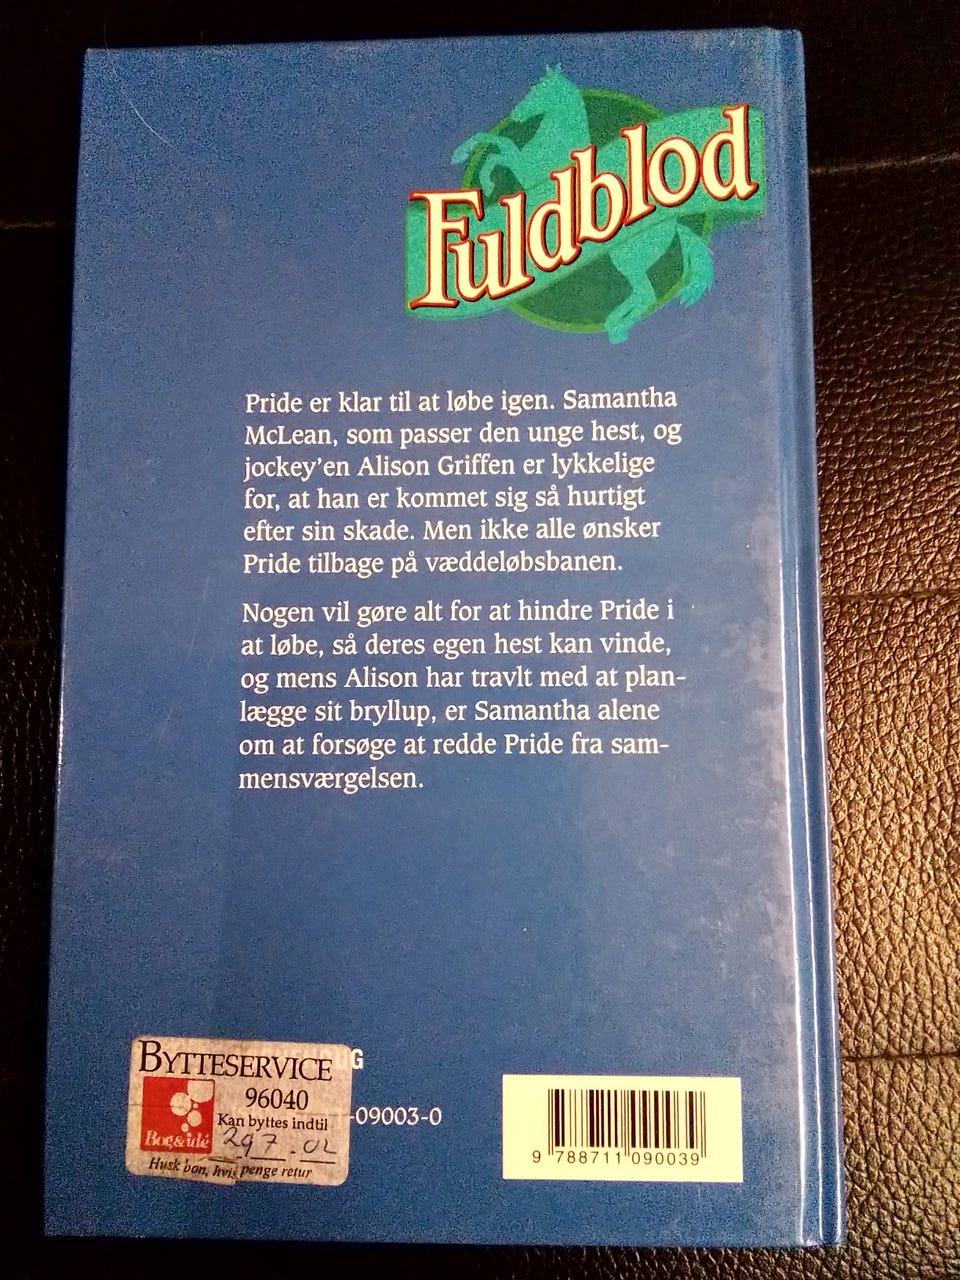 Fuldblod
Pride er klar til at løbe igen. Samantha
McLean, som passer den unge hest, og
jockey'en Alison Griffen er lykkelige
for, at han er kommet sig så hurtigt
efter sin skade. Men ikke alle ønsker
Pride tilbage på væddeløbsbanen.
Nogen vil gøre alt for at hindre Pride i
at løbe, så deres egen hest kan vinde,
og mens Alison har travlt med at plan-
lægge sit bryllup, er Samantha alene
om at forsøge at redde Pride fra sam-
mensværgelsen.
BYTTESERVICE
96040
Kan byttes indtil
297.02
Bog&idé
Husk bon, hvis penge retur
-09003-0
9 788711 090039